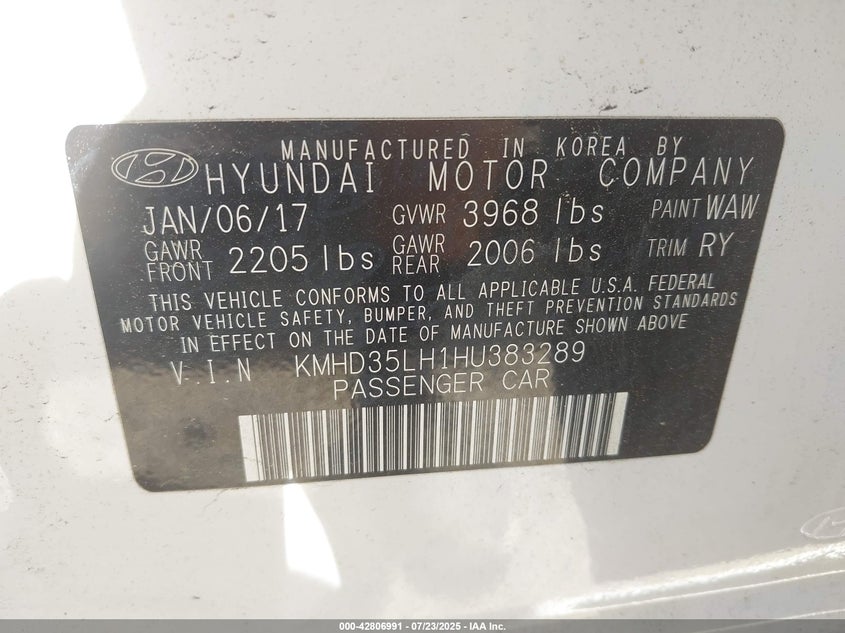 MANUFACTURED IN KOREA BY
HYUNDAI MOTOR COMPANY
JAN/06/17 GVWR 3968 lbs PAINT WAW
GAWR FRONT 2205 lbs GAWR REAR 2006 lbs TRIM RY
THIS VEHICLE CONFORMS TO ALL APPLICABLE U.S.A. FEDERAL
MOTOR VEHICLE SAFETY, BUMPER, AND THEFT PREVENTION STANDARDS
IN EFFECT ON THE DATE OF MANUFACTURE SHOWN ABOVE
V.I.N KMHD35LH1HU383289
PASSENGER CAR
000-42806991 - 07/23/2025 - IAA Inc.